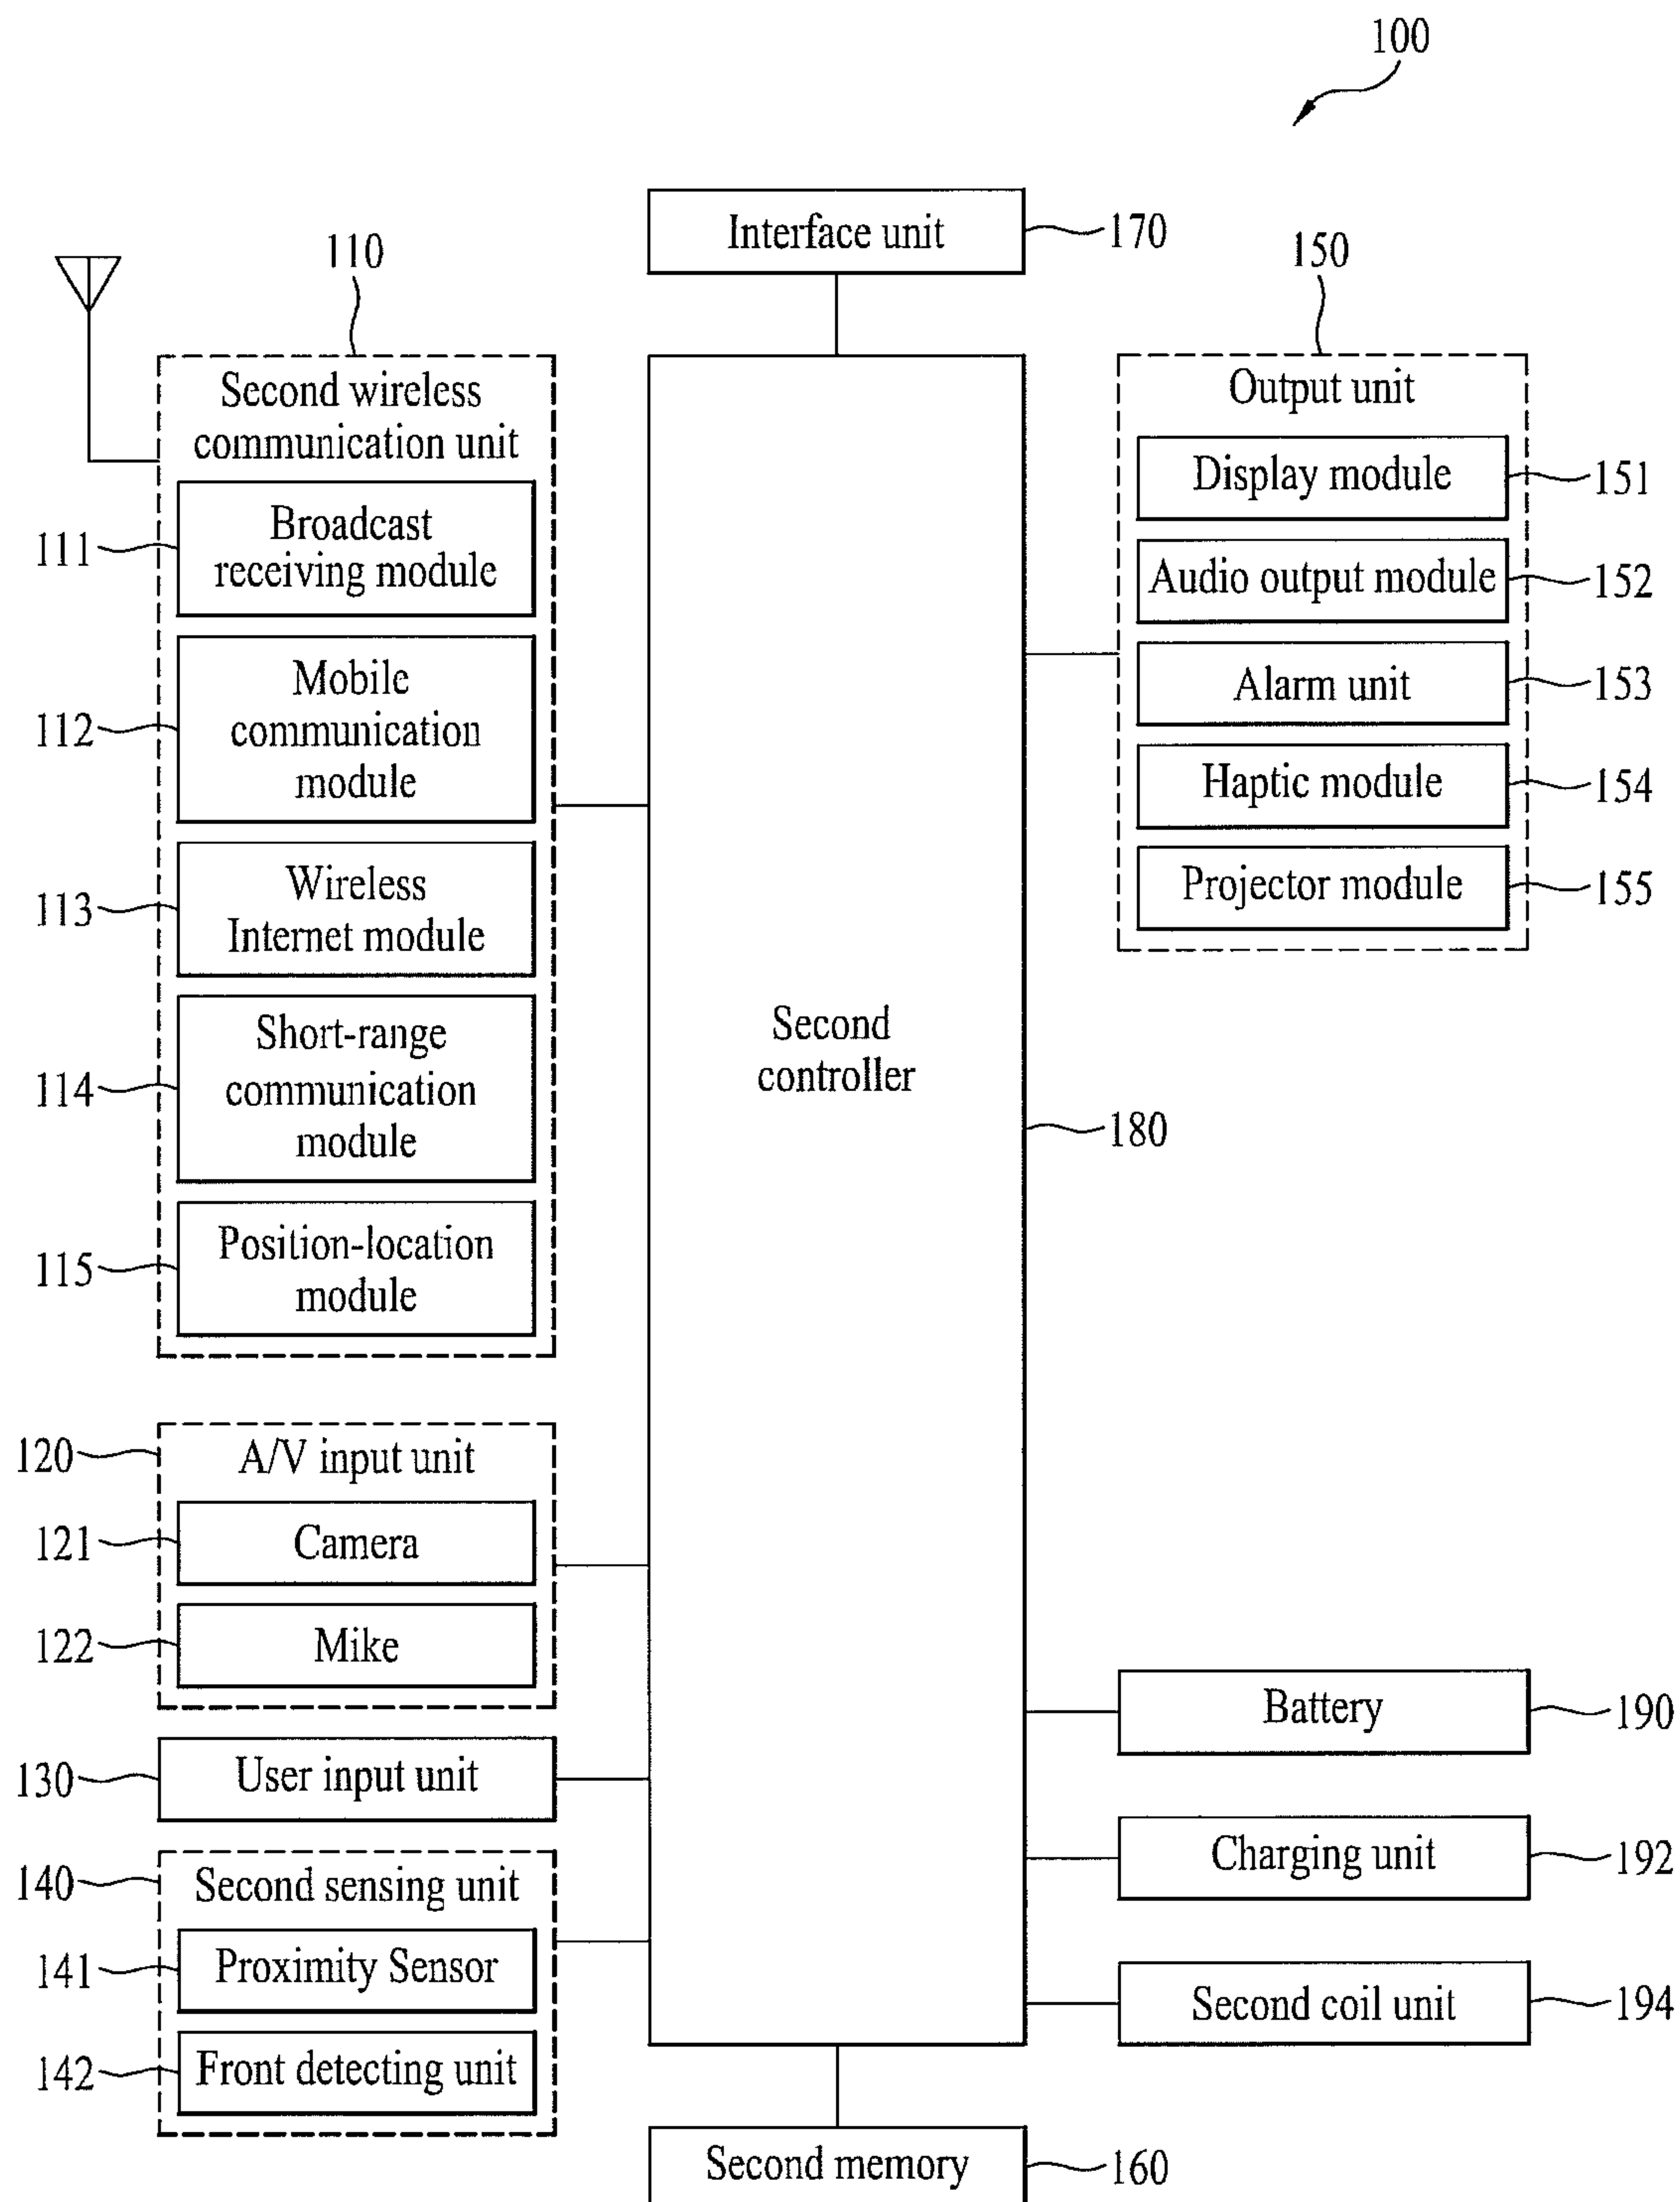 100
Interface unit
170
110
150
Second wireless
communication unit
Broadcast
receiving module
111
Mobile
communication
module
112
Wireless
Internet module
113
Short-range
communication
module
114
Position-location
module
115
Output unit
Display module
151
Audio output module
152
Alarm unit
153
Haptic module
154
Projector module
155
Second
controller
180
120
A/V input unit
121
Camera
122
Mike
130
User input unit
140
Second sensing unit
141
Proximity Sensor
142
Front detecting unit
Battery
190
Charging unit
192
Second coil unit
194
Second memory
160